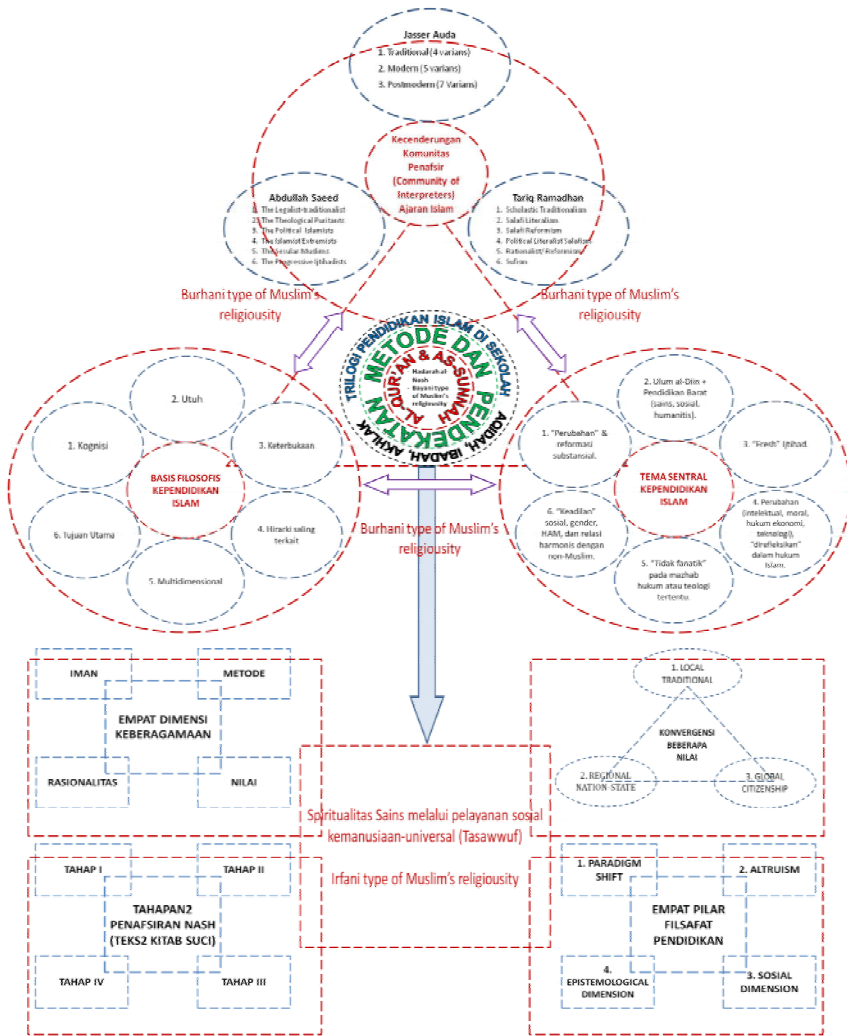 Jasser Auda
1. Traditional (4 varians)
2. Modern (5 varians)
3. Postmodern (7 Varians)
Kecenderungan
Komunitas
Penafsir
(Community of
Interpreters)
Ajaran Islam
Abdullah Saeed
1. The Legalist-traditionalist
2. The Theological Puritants
3. The Political Islamists
4. The Islamist Extremists
5. The Secular Muslims
6. The Progressive Ijtihadists
Tariq Ramadhan
1. Scholastic Traditionalism
2. Salafi Literalism
3. Salafi Reformism
4. Political Literalist Salafism
5. Rationalist/ Reformism
6. Sufism
Burhani type of Muslim's
religiousity
Burhani type of Muslim's
religiousity
TRILOGI PENDIDIKAN ISLAM DI SEKOLAH
AQIDAH, IBADAH, AKHLAK
METODE DAN PENDEKATAN
AL-QUR'AN & AS-SUNNAH
- Hadarah al-
Nash
- Bayani type
of Muslim's
religiousity
2. Utuh
1. Kognisi
3. Keterbukaan
BASIS FILOSOFIS
KEPENDIDIKAN
ISLAM
6. Tujuan Utama
4. Hirarki saling
terkait
5. Multidimensional
Burhani type of Muslim's
religiousity
2. Ulum al-Diin +
Pendidikan Barat
(sains, sosial,
humanitis).
1. "Perubahan" &
reformasi
substansial.
3. "Fresh" Ijtihad.
TEMA SENTRAL
KEPENDIDIKAN
ISLAM
6. "Keadilan"
sosial, gender,
HAM, dan relasi
harmonis dengan
non-Muslim.
4. Perubahan
(intelektual, moral,
hukum ekonomi,
teknologi),
"direfleksikan"
dalam hukum
Islam.
5. "Tidak fanatik"
pada mazhab
hukum atau teologi
tertentu.
IMAN
METODE
EMPAT DIMENSI
KEBERAGAMAAN
RASIONALITAS
NILAI
1. LOCAL
TRADITIONAL
KONVERGENSI
BEBERAPA
NILAI
2. REGIONAL
NATION-STATE
3. GLOBAL
CITIZENSHIP
Spiritualitas Sains melalui pelayanan sosial
kemanusiaan-universal (Tasawwuf)
Irfani type of Muslim's religiousity
TAHAP I
TAHAP II
TAHAPAN2
PENAFSIRAN NASH
(TEKS2 KITAB SUCI)
TAHAP IV
TAHAP III
1. PARADIGM
SHIFT
2. ALTRUISM
EMPAT PILAR
FILSAFAT
PENDIDIKAN
4.
EPISTEMOLOGICAL
DIMENSION
3. SOSIAL
DIMENSION